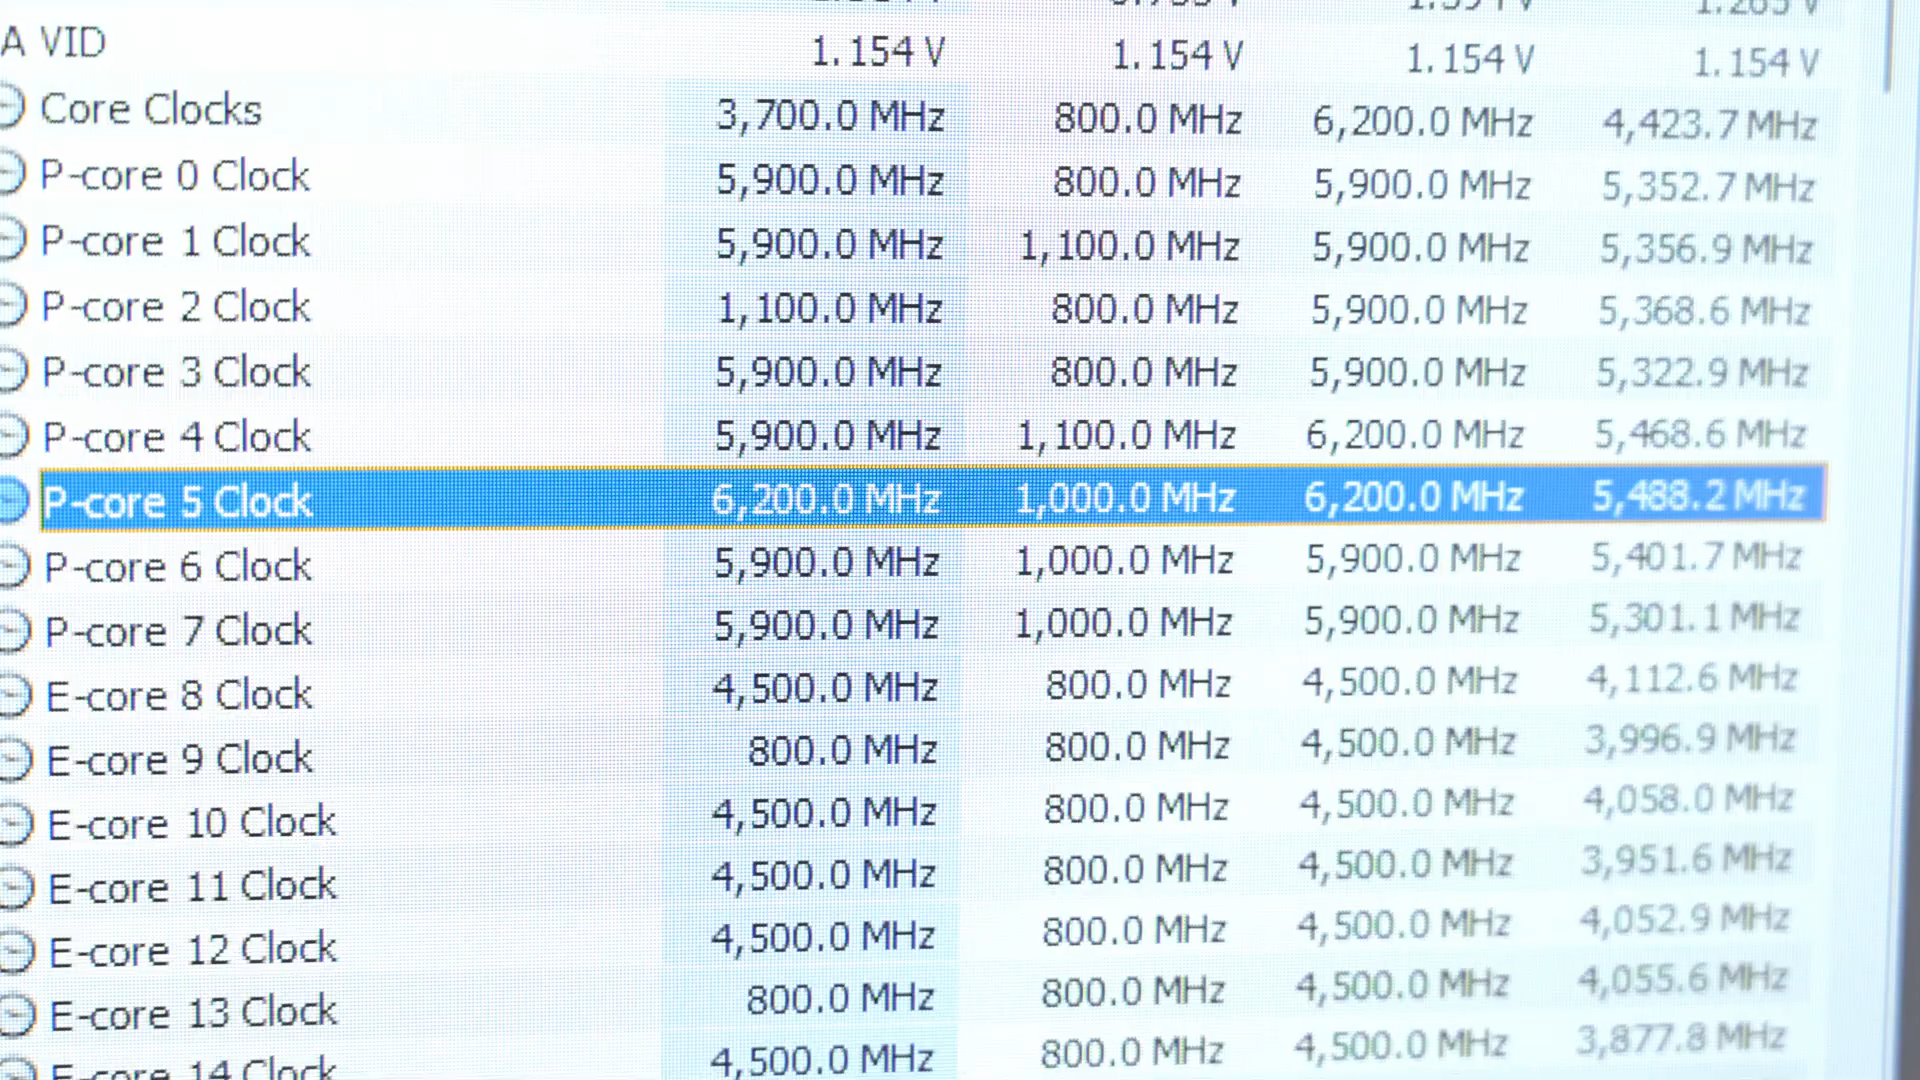 A VID 1.154 V 1.154 V 1.154 V 1.154 V
Core Clocks 3,700.0 MHz 800.0 MHz 6,200.0 MHz 4,423.7 MHz
P-core 0 Clock 5,900.0 MHz 800.0 MHz 5,900.0 MHz 5,352.7 MHz
P-core 1 Clock 5,900.0 MHz 1,100.0 MHz 5,900.0 MHz 5,356.9 MHz
P-core 2 Clock 1,100.0 MHz 800.0 MHz 5,900.0 MHz 5,368.6 MHz
P-core 3 Clock 5,900.0 MHz 800.0 MHz 5,900.0 MHz 5,322.9 MHz
P-core 4 Clock 5,900.0 MHz 1,100.0 MHz 6,200.0 MHz 5,468.6 MHz
P-core 5 Clock 6,200.0 MHz 1,000.0 MHz 6,200.0 MHz 5,488.2 MHz
P-core 6 Clock 5,900.0 MHz 1,000.0 MHz 5,900.0 MHz 5,401.7 MHz
P-core 7 Clock 5,900.0 MHz 1,000.0 MHz 5,900.0 MHz 5,301.1 MHz
E-core 8 Clock 4,500.0 MHz 800.0 MHz 4,500.0 MHz 4,112.6 MHz
E-core 9 Clock 800.0 MHz 800.0 MHz 4,500.0 MHz 3,996.9 MHz
E-core 10 Clock 4,500.0 MHz 800.0 MHz 4,500.0 MHz 4,058.0 MHz
E-core 11 Clock 4,500.0 MHz 800.0 MHz 4,500.0 MHz 3,951.6 MHz
E-core 12 Clock 4,500.0 MHz 800.0 MHz 4,500.0 MHz 4,052.9 MHz
E-core 13 Clock 800.0 MHz 800.0 MHz 4,500.0 MHz 4,055.6 MHz
E-core 14 Clock 4,500.0 MHz 800.0 MHz 4,500.0 MHz 3,877.8 MHz